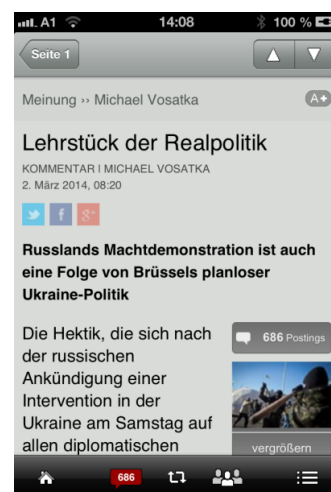 A1 14:08 100 %
Seite 1
Meinung ›› Michael Vosatka A+
Lehrstück der Realpolitik
KOMMENTAR | MICHAEL VOSATKA
2. März 2014, 08:20
f g+
Russlands Machtdemonstration ist auch
eine Folge von Brüssels planloser
Ukraine-Politik
Die Hektik, die sich nach
der russischen
Ankündigung einer
Intervention in der
Ukraine am Samstag auf
allen diplomatischen
686 Postings
vergrößern
686